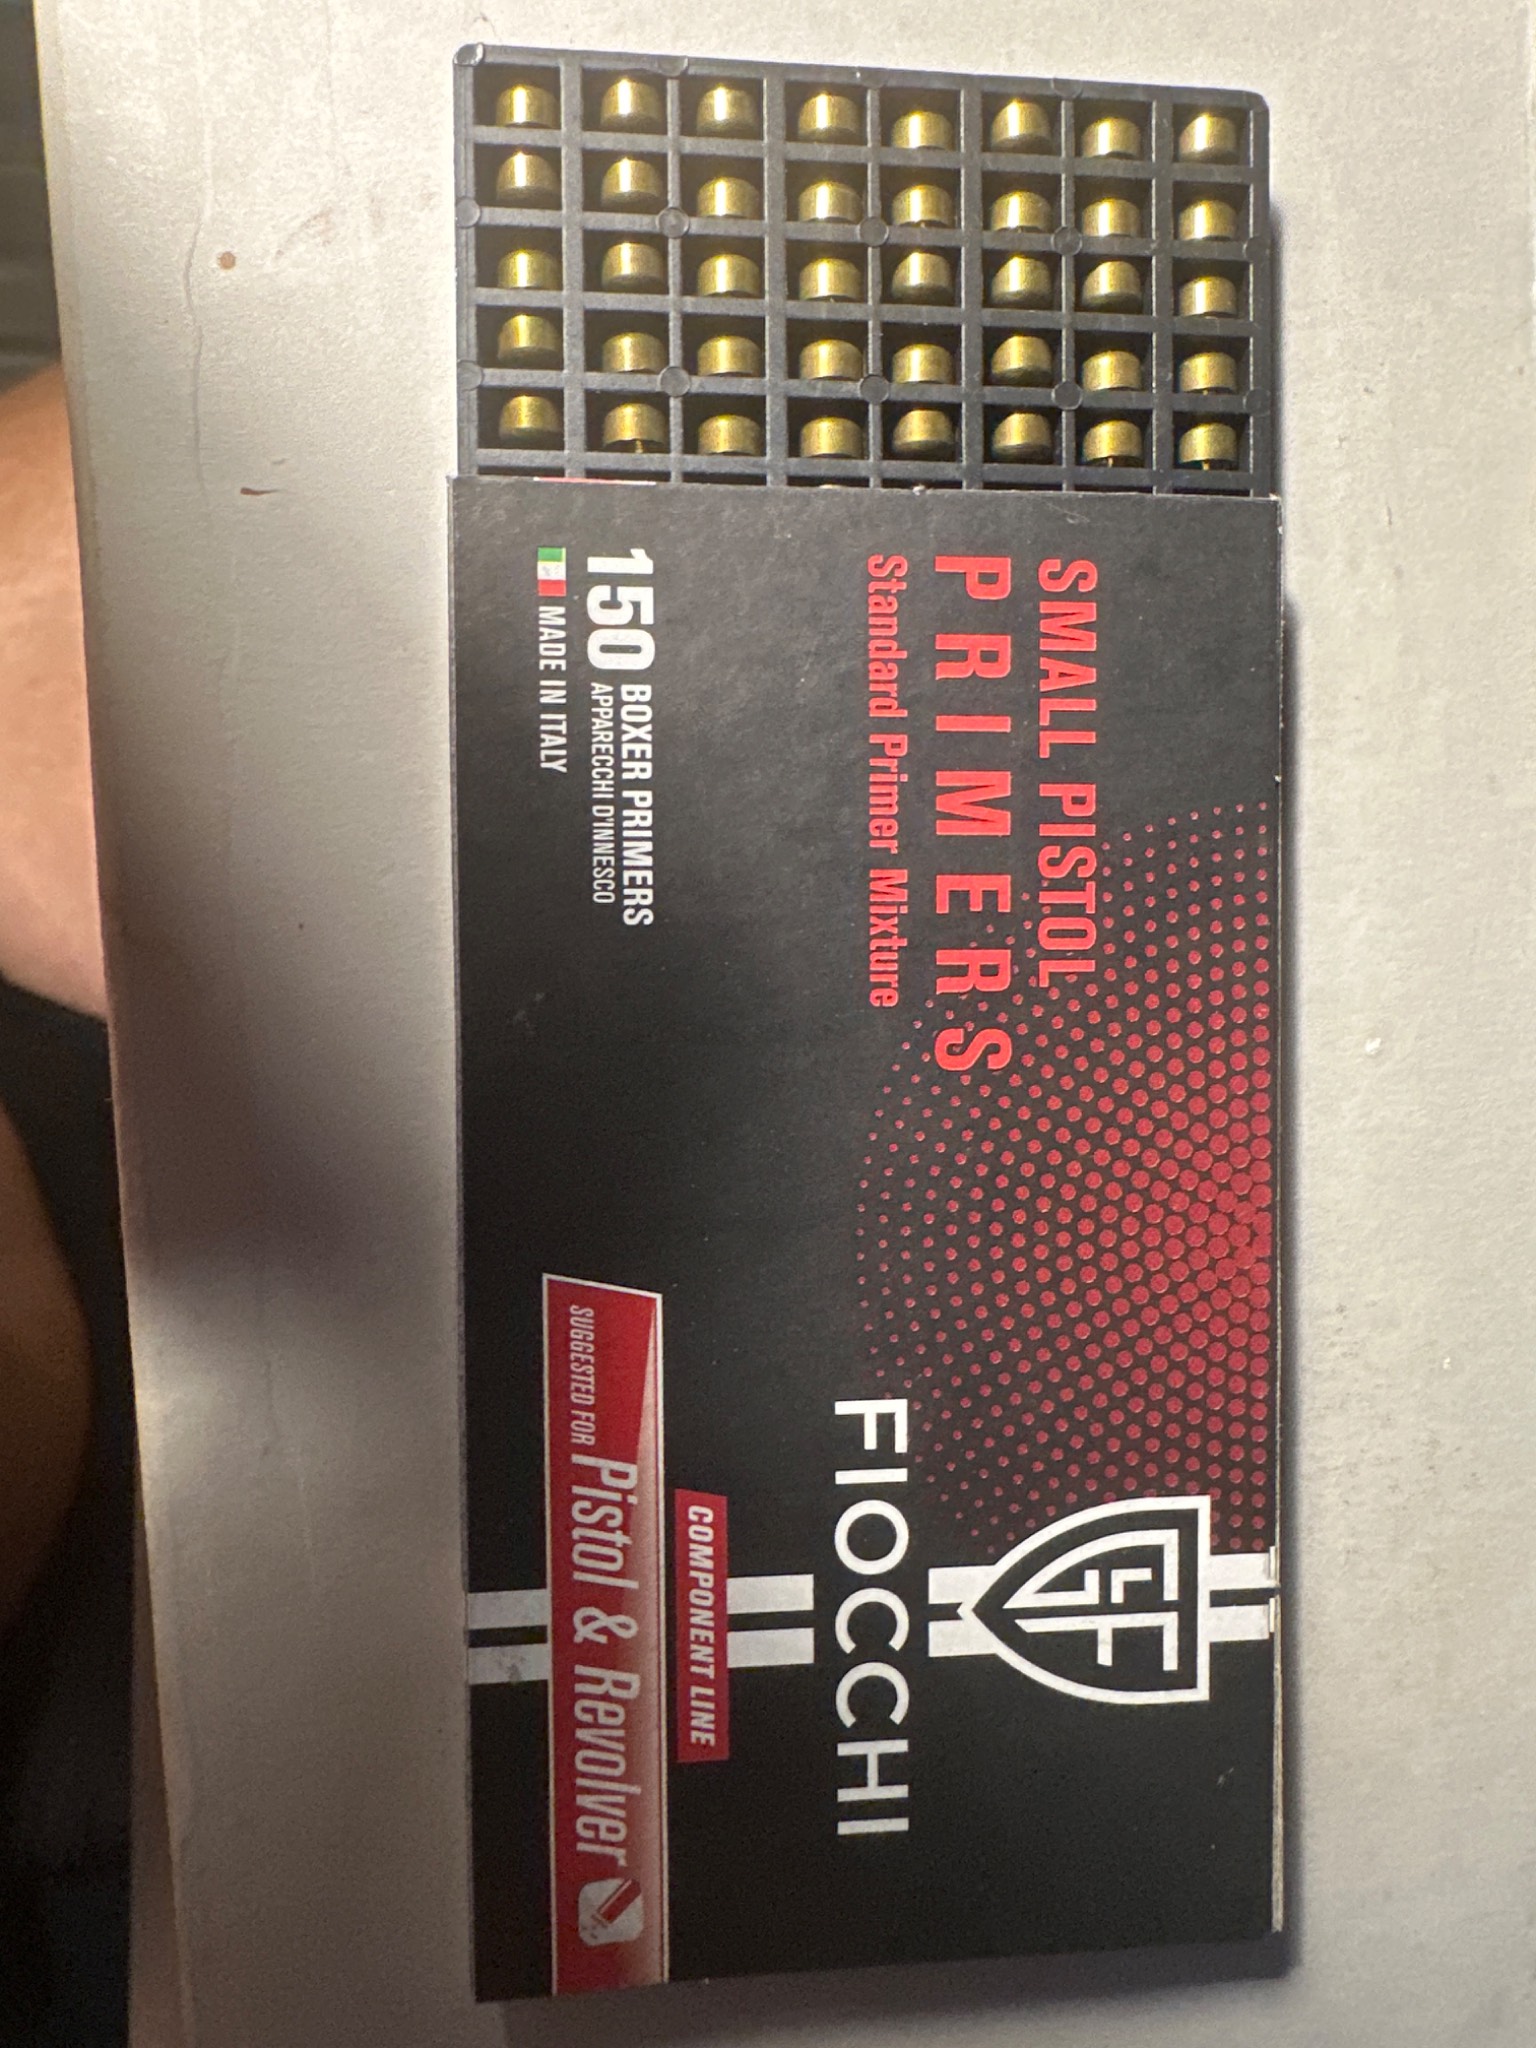 SMALL PISTOL
PRIMERS
Standard Primer Mixture
150 BOXER PRIMERS
APPARECCHI D'INNESCO
MADE IN ITALY
GFL
FIOCCHI
COMPONENT LINE
SUGGESTED FOR Pistol & Revolver